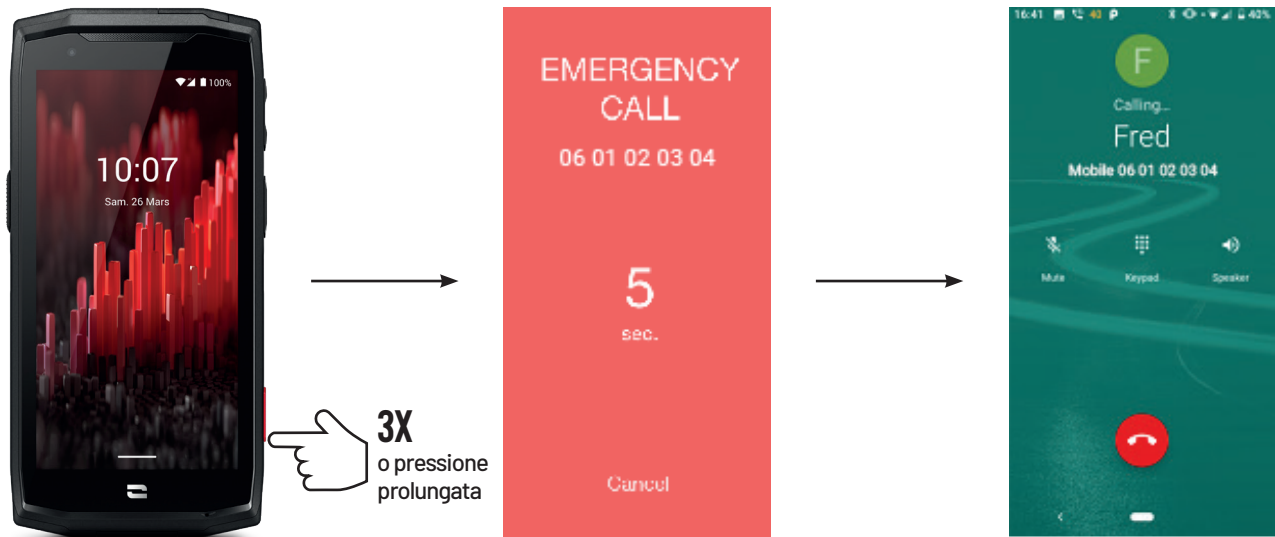 100%
10:07
Sam. 26 Mars
3X
o pressione
prolungata
EMERGENCY
CALL
06 01 02 03 04
5
sec.
Cancel
16:41 40 P 40%
F
Calling...
Fred
Mobile 06 01 02 03 04
Mute Keypad Speaker